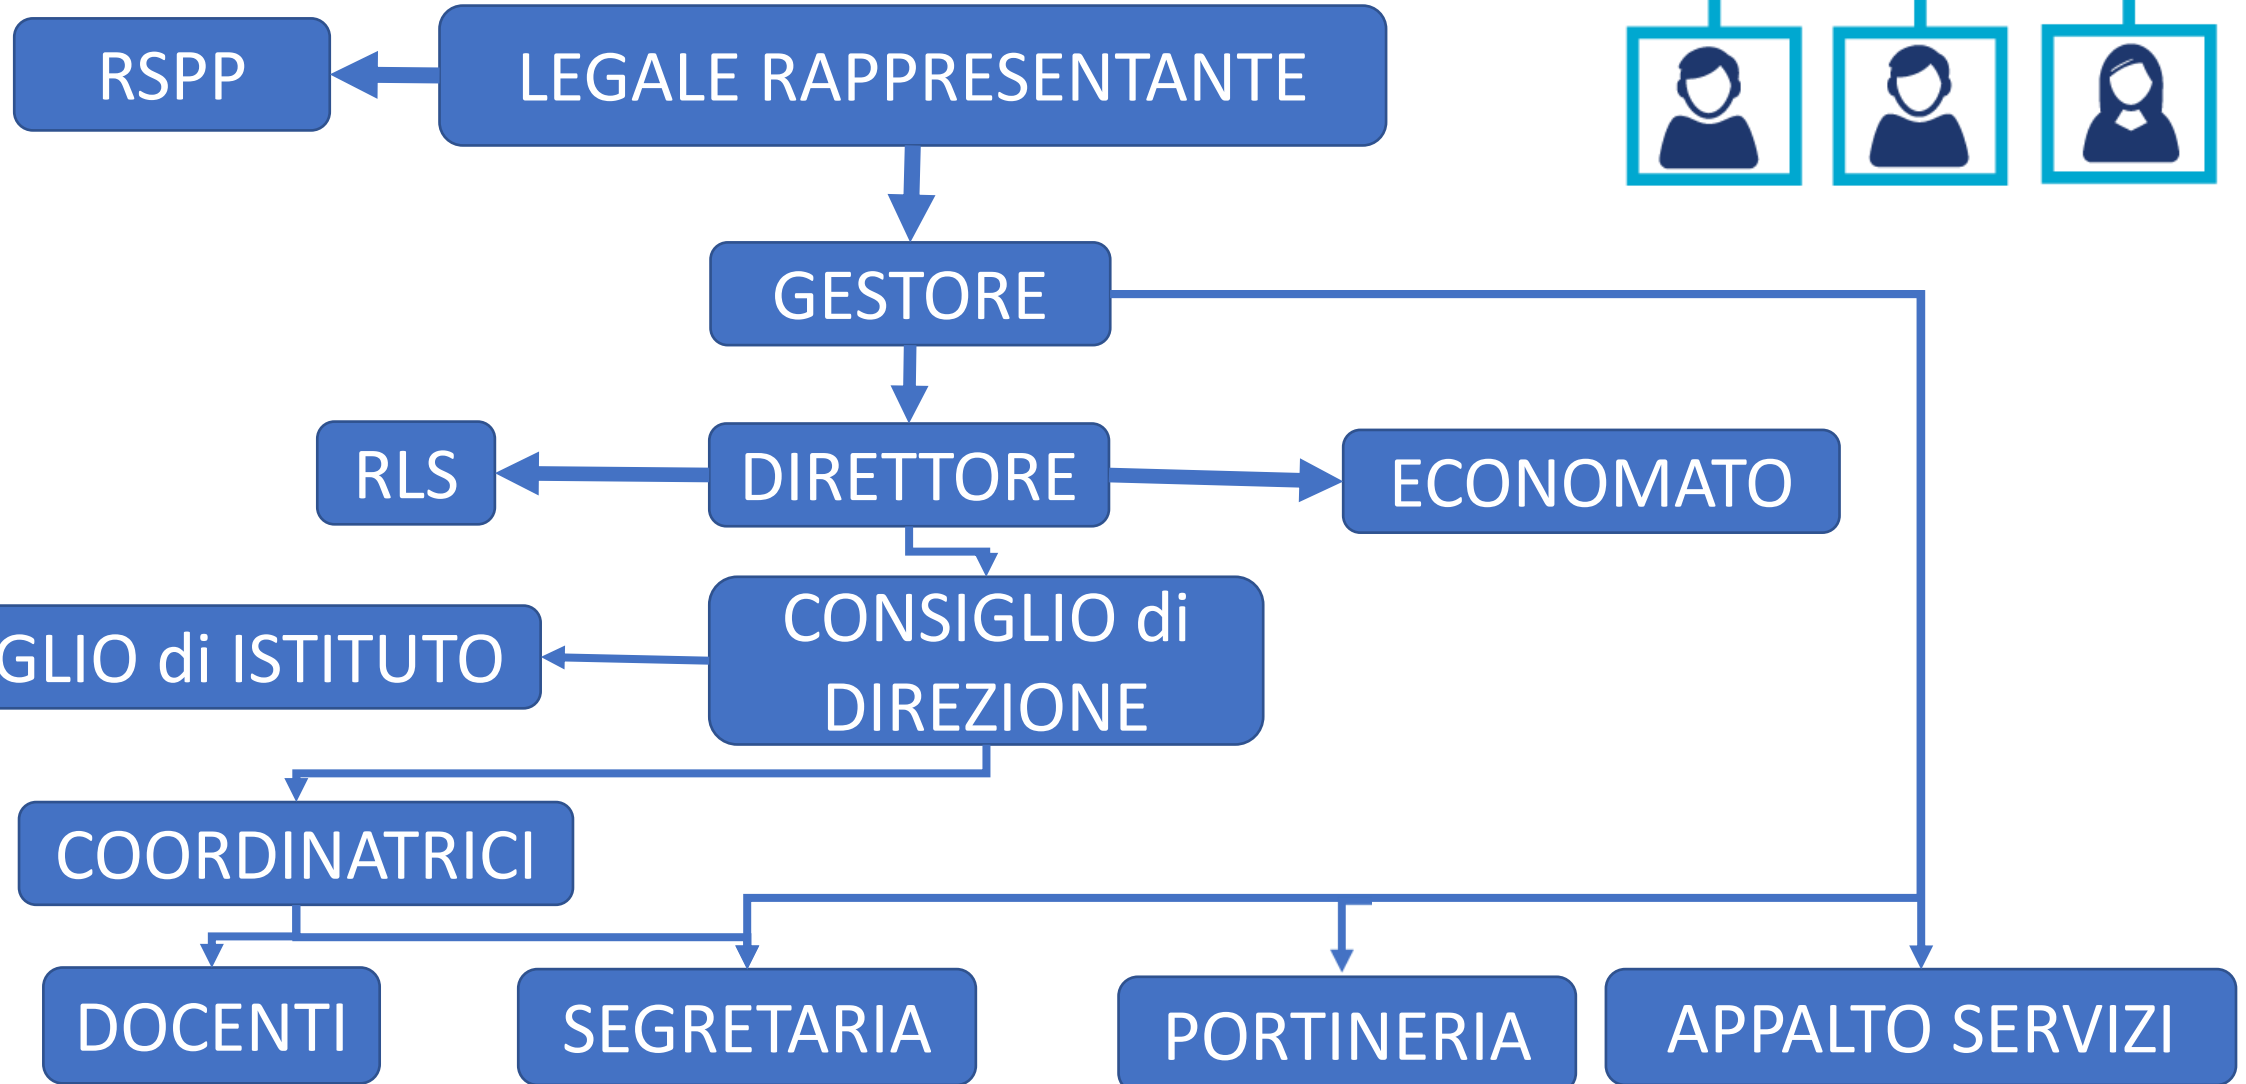 RSPP
LEGALE RAPPRESENTANTE
GESTORE
RLS
DIRETTORE
ECONOMATO
CONSIGLIO di
DIREZIONE
GLIO di ISTITUTO
COORDINATRICI
DOCENTI
SEGRETARIA
PORTINERIA
APPALTO SERVIZI